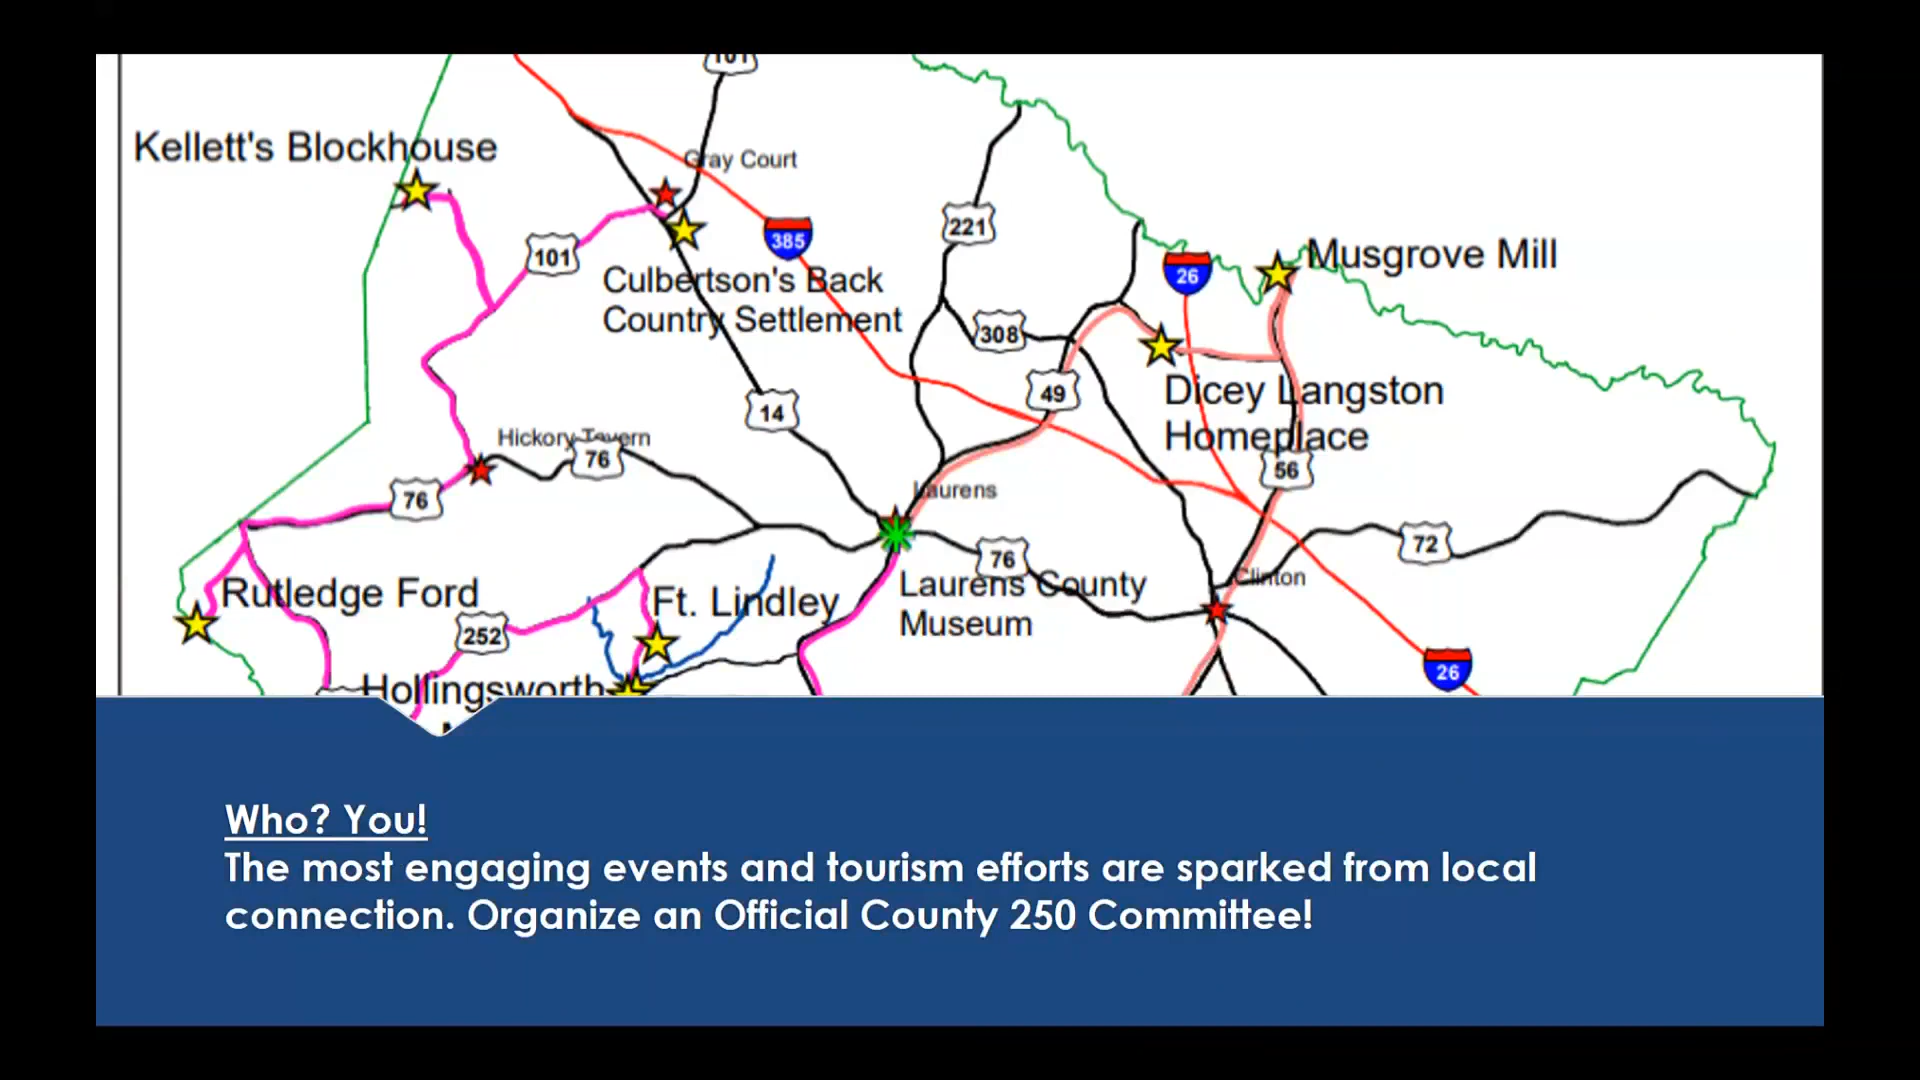 101
Kellett's Blockhouse
Gray Court
101
385
221
26
Musgrove Mill
Culbertson's Back
Country Settlement
308
49
14
Dicey Langston
Homeplace
Hickory Tavern
76
56
76
Laurens
72
76
Clinton
Rutledge Ford
252
Ft. Lindley
Laurens County
Museum
26
Hollingsworth
Who? You!
The most engaging events and tourism efforts are sparked from local
connection. Organize an Official County 250 Committee!